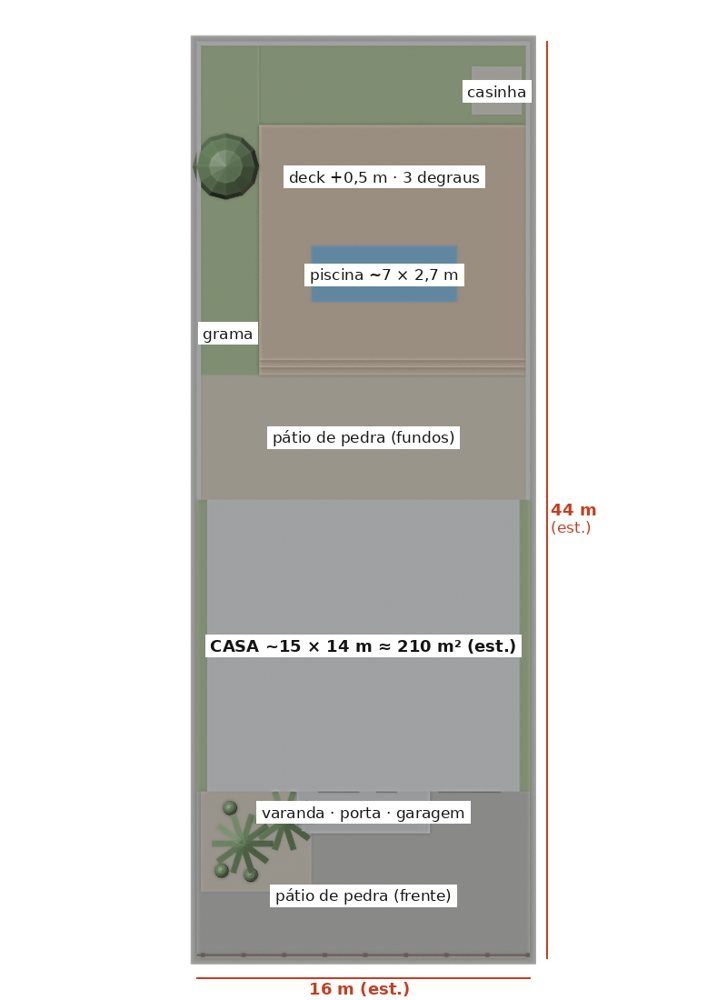 casinha
deck +0,5 m · 3 degraus
piscina ~7 × 2,7 m
grama
pátio de pedra (fundos)
44 m
(est.)
CASA ~15 × 14 m ≈ 210 m² (est.)
varanda · porta · garagem
pátio de pedra (frente)
16 m (est.)